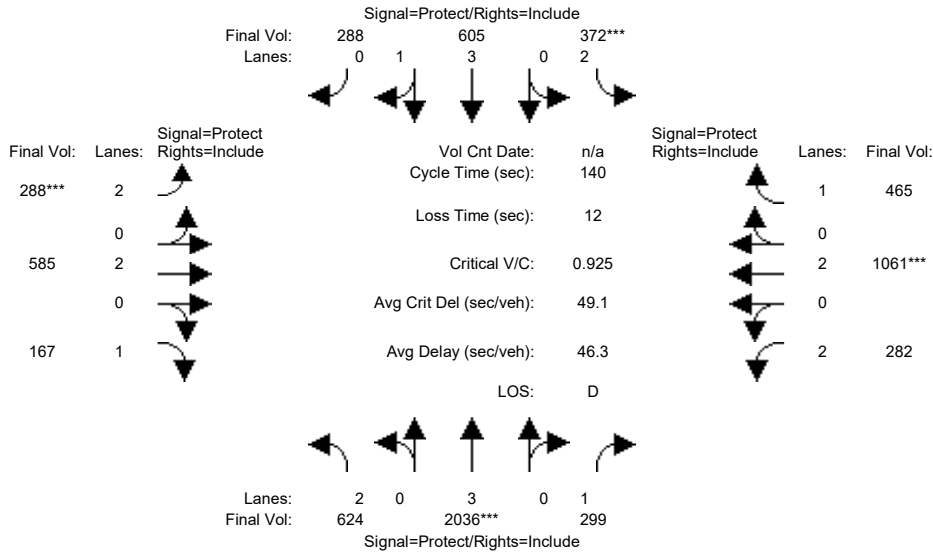 Signal=Protect/Rights=Include
Final Vol: 288 605 372***
Lanes: 0 1 3 0 2
Signal=Protect Signal=Protect
Final Vol: Lanes: Rights=Include Vol Cnt Date: n/a Rights=Include Lanes: Final Vol:
Cycle Time (sec): 140
288*** 2 1 465
Loss Time (sec): 12
0 0
585 2 Critical V/C: 0.925 2 1061***
0 Avg Crit Del (sec/veh): 49.1 0
167 1 Avg Delay (sec/veh): 46.3 2 282
LOS: D
Lanes: 2 0 3 0 1
Final Vol: 624 2036*** 299
Signal=Protect/Rights=Include